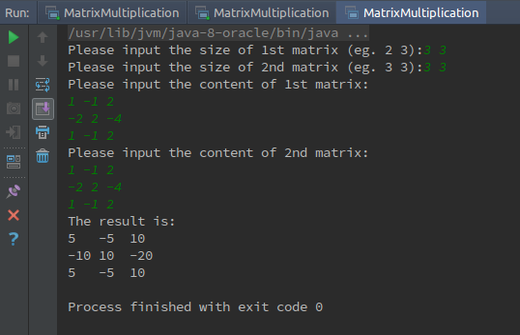 Run: MatrixMultiplication MatrixMultiplication MatrixMultiplication
/usr/lib/jvm/java-8-oracle/bin/java ...
Please input the size of 1st matrix (eg. 2 3):3 3
Please input the size of 2nd matrix (eg. 3 3):3 3
Please input the content of 1st matrix:
1 -1 2
-2 2 -4
1 -1 2
Please input the content of 2nd matrix:
1 -1 2
-2 2 -4
1 -1 2
The result is:
5 -5 10
-10 10 -20
5 -5 10
Process finished with exit code 0